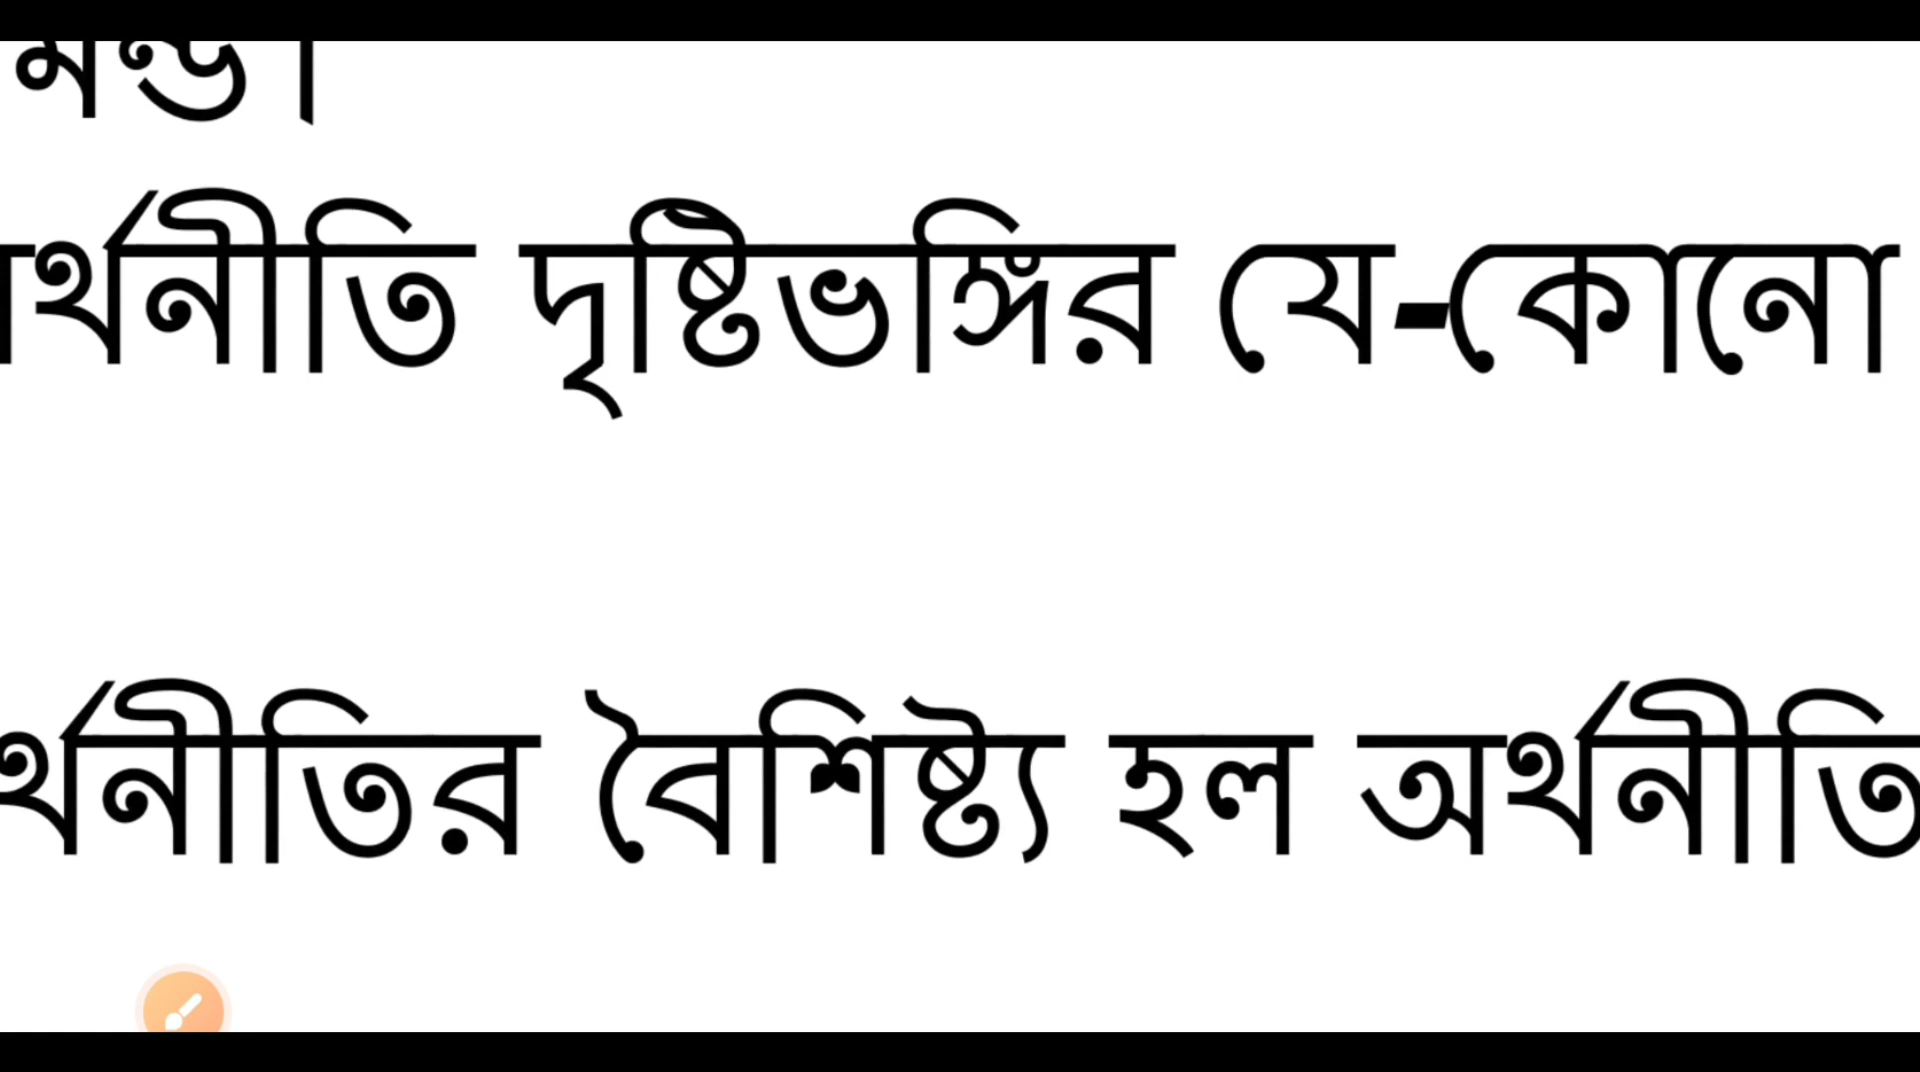 র্থনীতি দৃষ্টিভঙ্গির যে-কোনো
র্থনীতির বৈশিষ্ট্য হল অর্থনীতি